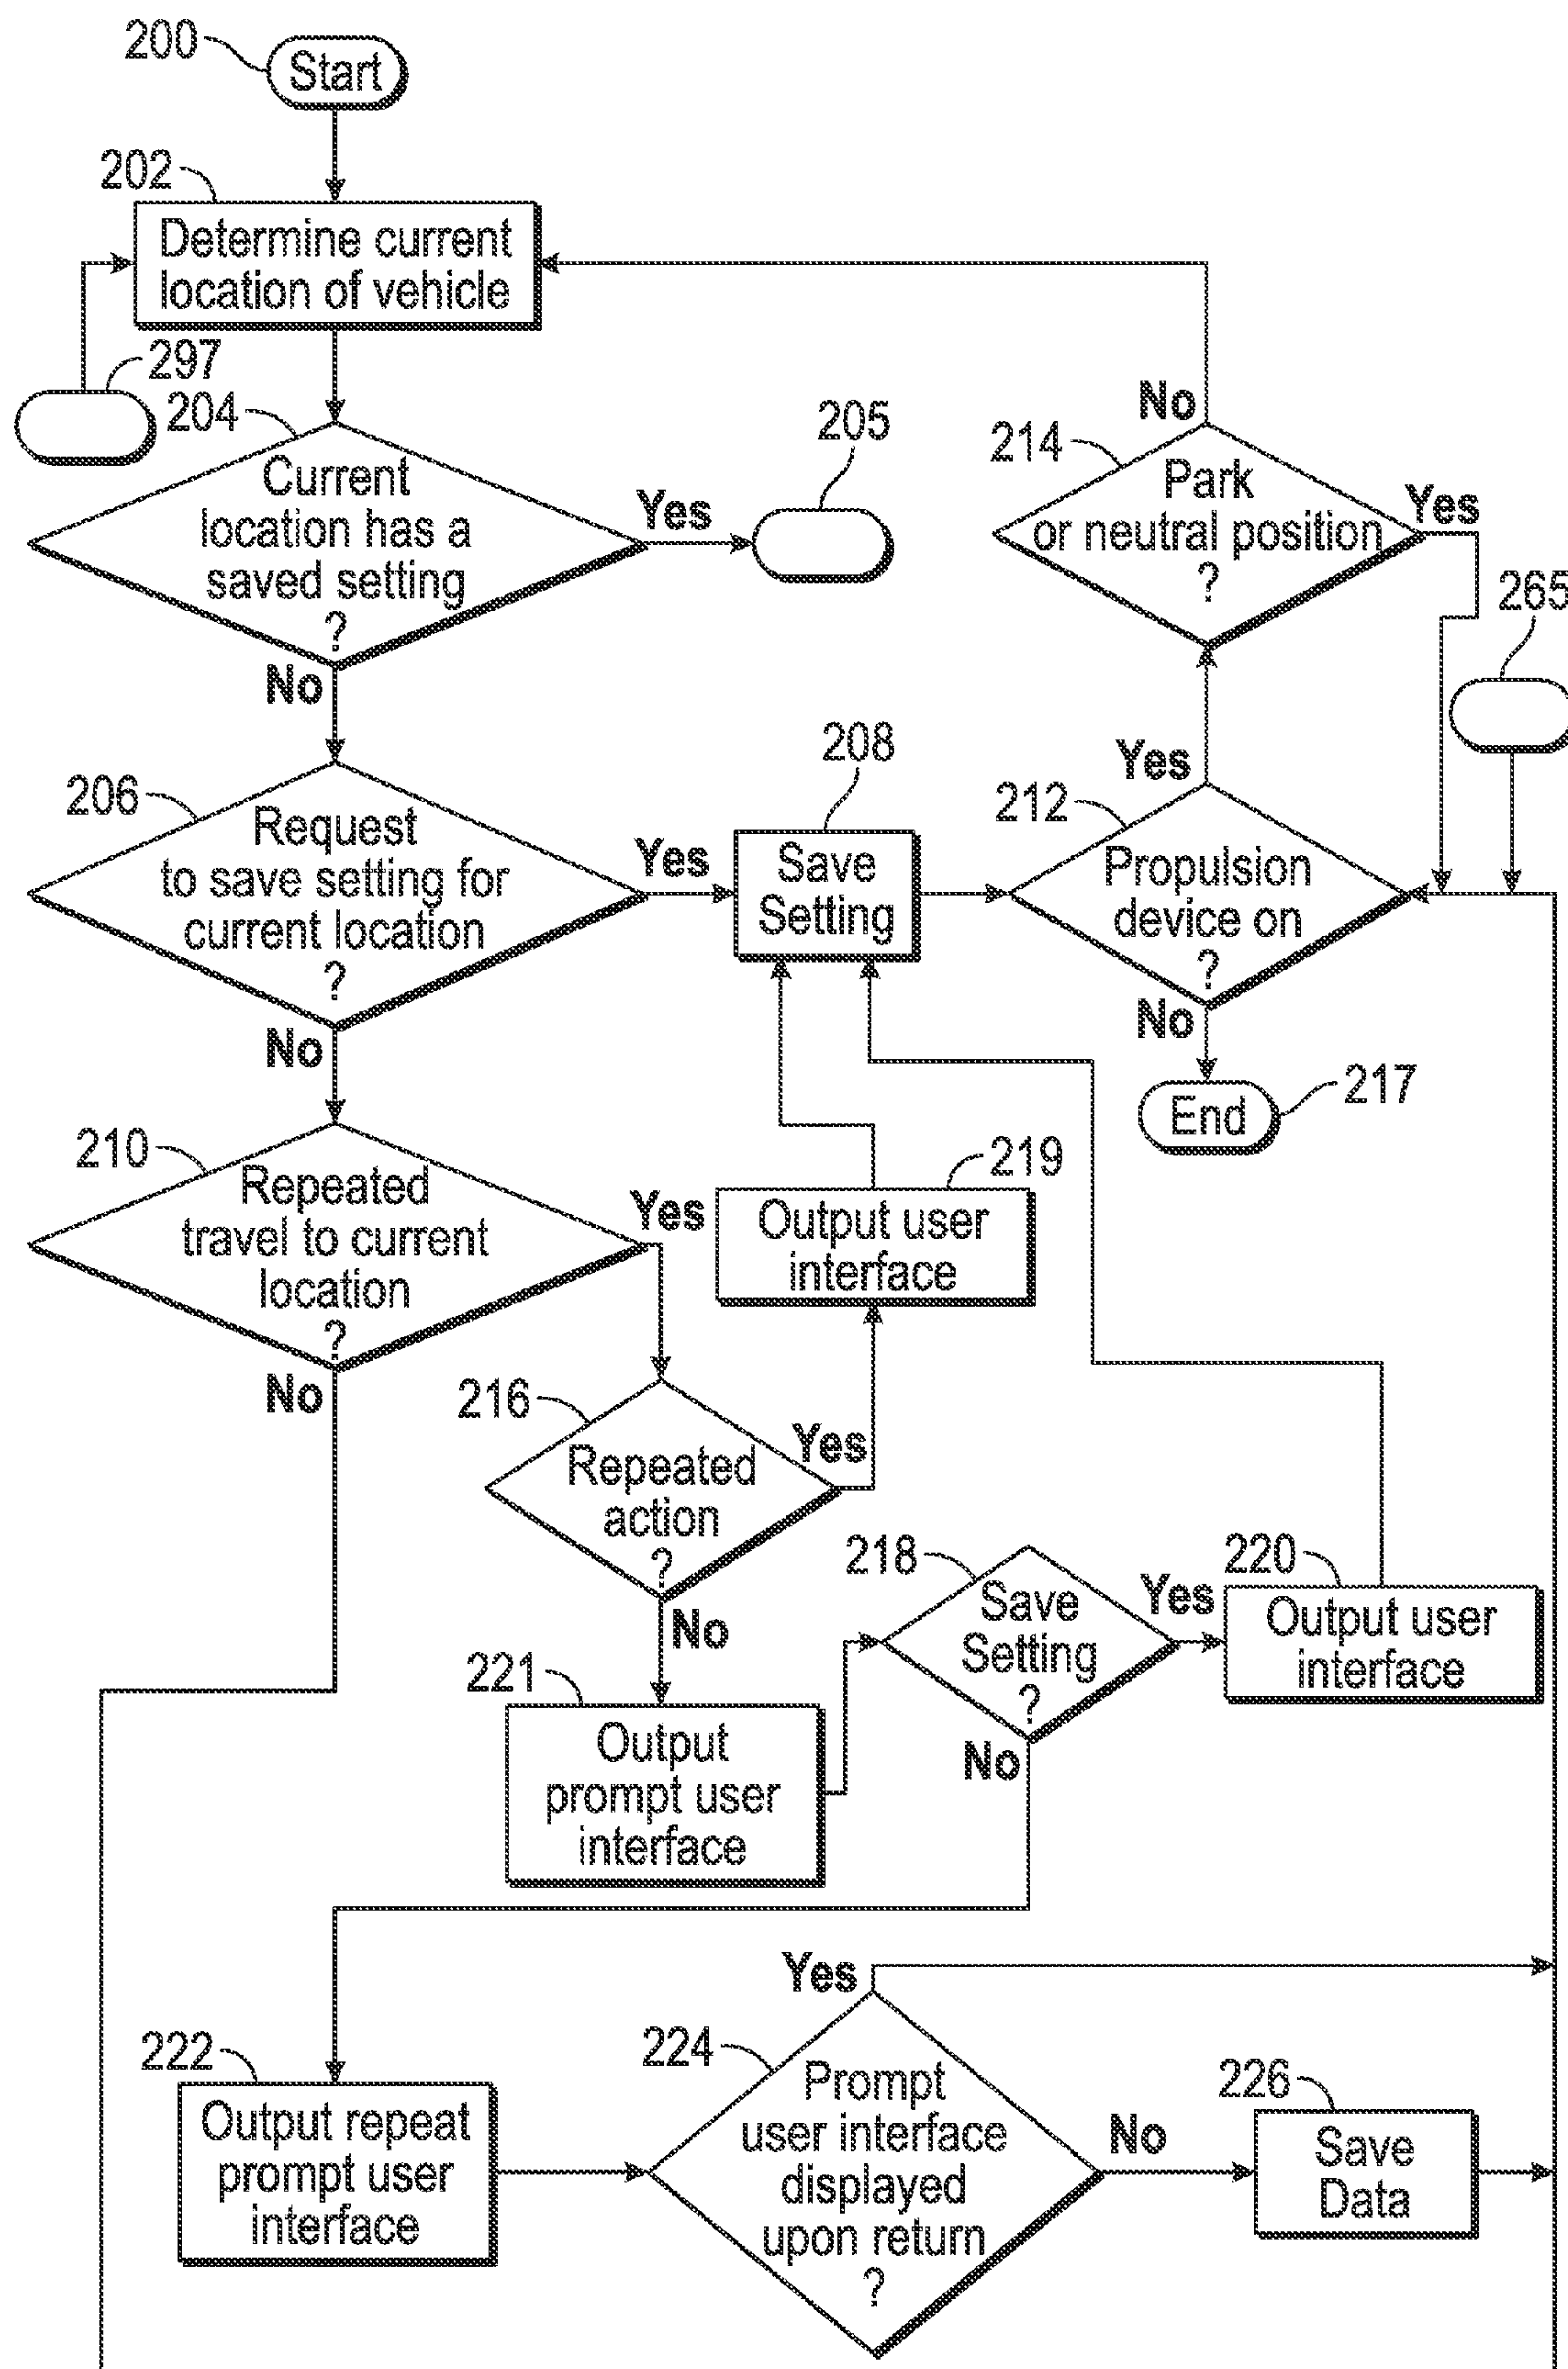 200
Start
202
Determine current
location of vehicle
297
204
Current
location has a
saved setting
?
Yes
205
No
214
Park
or neutral position
?
No
Yes
265
206
Request
to save setting for
current location
?
Yes
No
208
Save
Setting
212
Propulsion
device on
?
Yes
No
End
217
210
Repeated
travel to current
location
?
Yes
No
219
Output user
interface
216
Repeated
action
?
Yes
No
218
Save
Setting
?
Yes
No
220
Output user
interface
221
Output
prompt user
interface
222
Output repeat
prompt user
interface
224
Prompt
user interface
displayed
upon return
?
Yes
No
226
Save
Data